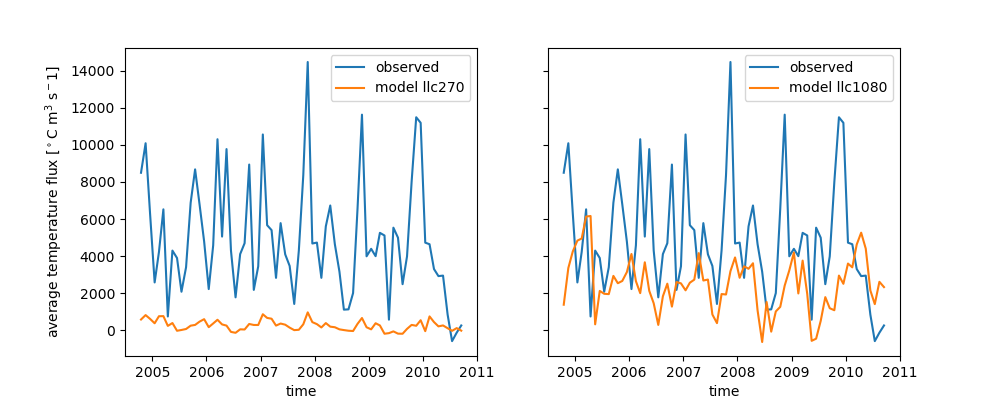 average temperature flux [°C m³ s⁻1]
14000
12000
10000
8000
6000
4000
2000
0
observed
model llc270
2005 2006 2007 2008 2009 2010 2011
time
observed
model llc1080
2005 2006 2007 2008 2009 2010 2011
time